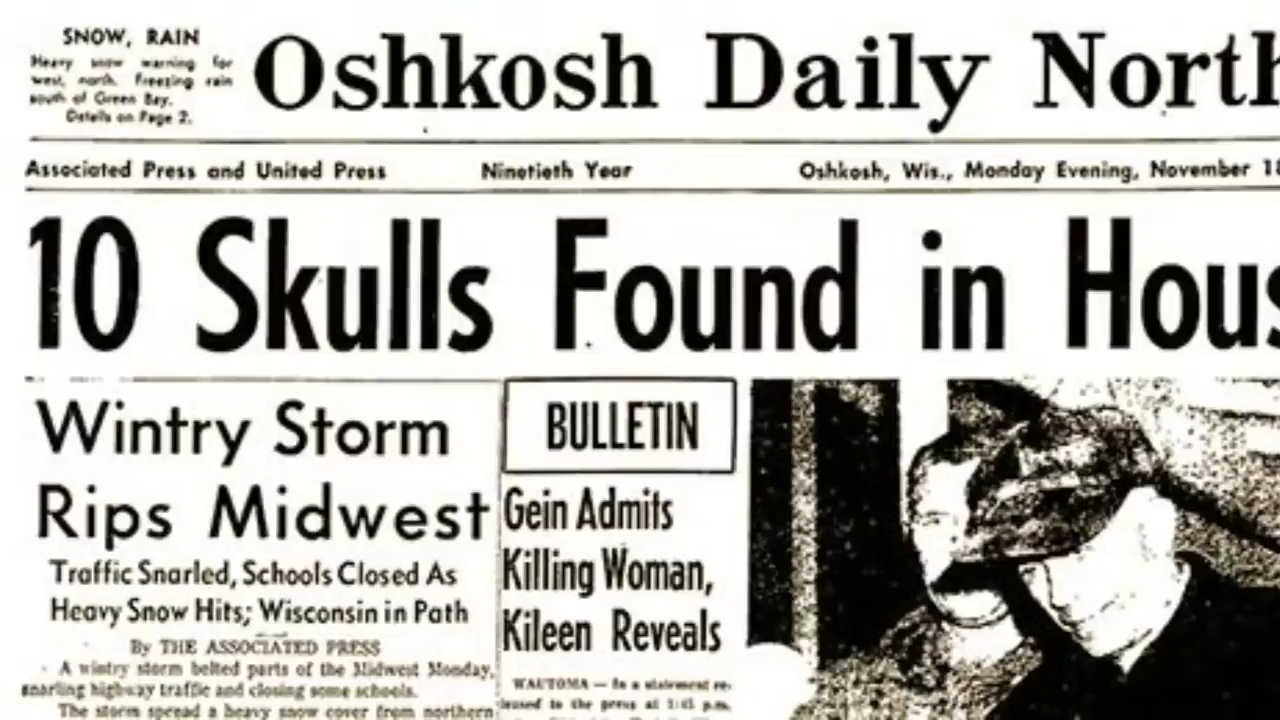 SNOW, RAIN
Heavy snow warning for
west, north. Freezing rain
south of Green Bay.
Details on Page 2.
Oshkosh Daily North
Associated Press and United Press Ninetieth Year Oshkosh, Wis., Monday Evening, November 18
10 Skulls Found in Hous
Wintry Storm
Rips Midwest
Traffic Snarled, Schools Closed As
Heavy Snow Hits; Wisconsin in Path
By THE ASSOCIATED PRESS
A wintry storm belted parts of the Midwest Monday,
snarling highway traffic and closing some schools.
The storm spread a heavy snow cover from northern
BULLETIN
Gein Admits
Killing Woman,
Kileen Reveals
WAUTOMA — In a statement re-
leased to the press at 1:45 p.m.